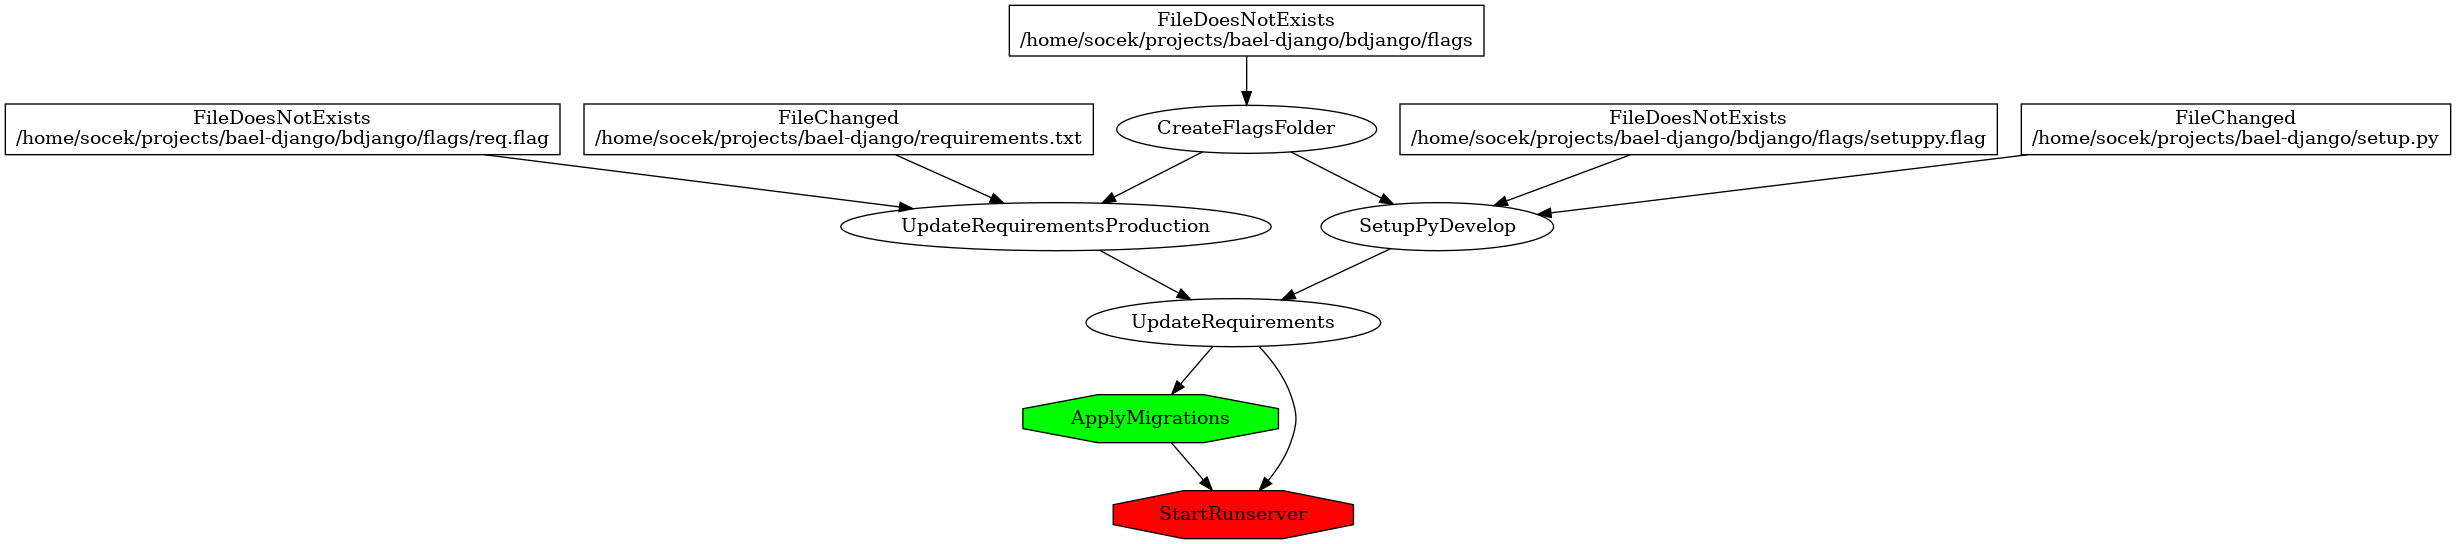 FileDoesNotExists
/home/socek/projects/bael-django/bdjango/flags
FileDoesNotExists
/home/socek/projects/bael-django/bdjango/flags/req.flag
FileChanged
/home/socek/projects/bael-django/requirements.txt
CreateFlagsFolder
FileDoesNotExists
/home/socek/projects/bael-django/bdjango/flags/setuppy.flag
FileChanged
/home/socek/projects/bael-django/setup.py
UpdateRequirementsProduction
SetupPyDevelop
UpdateRequirements
ApplyMigrations
StartRunserver